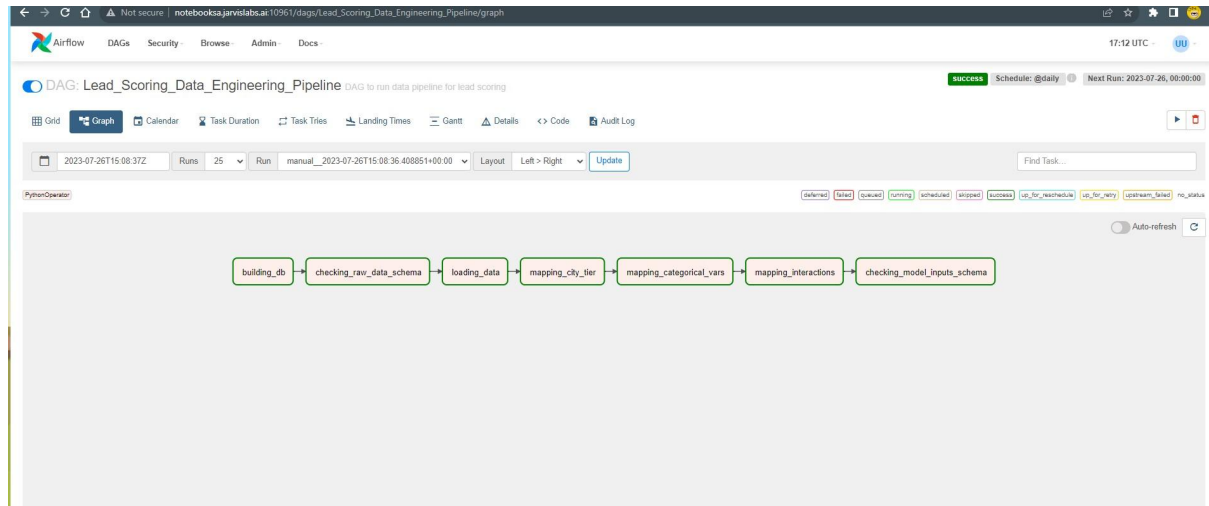 Not secure | notebooksa.jarvislabs.ai:10961/dags/Lead_Scoring_Data_Engineering_Pipeline/graph
Airflow DAGs Security Browse Admin Docs 17:12 UTC UU
DAG: Lead_Scoring_Data_Engineering_Pipeline DAG to run data pipeline for lead scoring success Schedule: @daily Next Run: 2023-07-26, 00:00:00
Grid Graph Calendar Task Duration Task Tries Landing Times Gantt Details <> Code Audit Log
2023-07-26T15:08:37Z Runs 25 Run manual__2023-07-26T15:08:36.408851+00:00 Layout Left > Right Update Find Task...
PythonOperator deferred failed queued running scheduled skipped success up_for_reschedule up_for_retry upstream_failed no_status
Auto-refresh
building_db checking_raw_data_schema loading_data mapping_city_tier mapping_categorical_vars mapping_interactions checking_model_inputs_schema